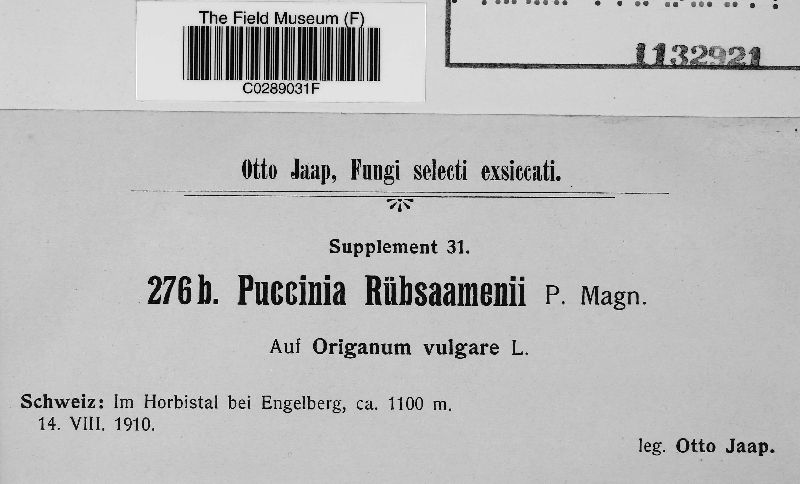 The Field Museum (F)
C0289031F
1132921
Otto Jaap, Fungi selecti exsiccati.
Supplement 31.
276 b. Puccinia Rübsaamenii P. Magn.
Auf Origanum vulgare L.
Schweiz: Im Horbistal bei Engelberg, ca. 1100 m.
14. VIII. 1910.
leg. Otto Jaap.